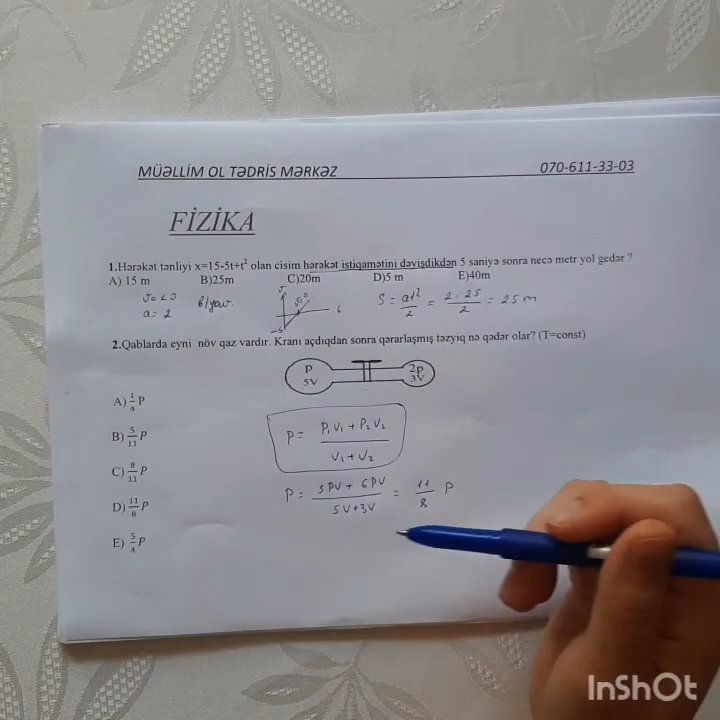 MÜƏLLİM OL TƏDRİS MƏRKƏZ 070-611-33-03
FİZİKA
1.Hərəkət tənliyi x=15-5t+t² olan cisim hərəkət istiqamətini dəyişdikdən 5 saniyə sonra necə metr yol gedər ?
A) 15 m B)25m C)20m D)5 m E)40m
v₀ < 0
a = 2
S = at²/2 = 2·25/2 = 25 m
2.Qablarda eyni növ qaz vardır. Kranı açdıqdan sonra qərarlaşmış təzyiq nə qədər olar? (T=const)
P 2p
5V 3V
A) 1/4 P
B) 5/11 P
C) 8/11 P
D) 11/8 P
E) 5/4 P
P = P₁V₁ + P₂V₂ / V₁ + V₂
P = 5PV + 6PV / 5V+3V = 11/8 P
InShOt